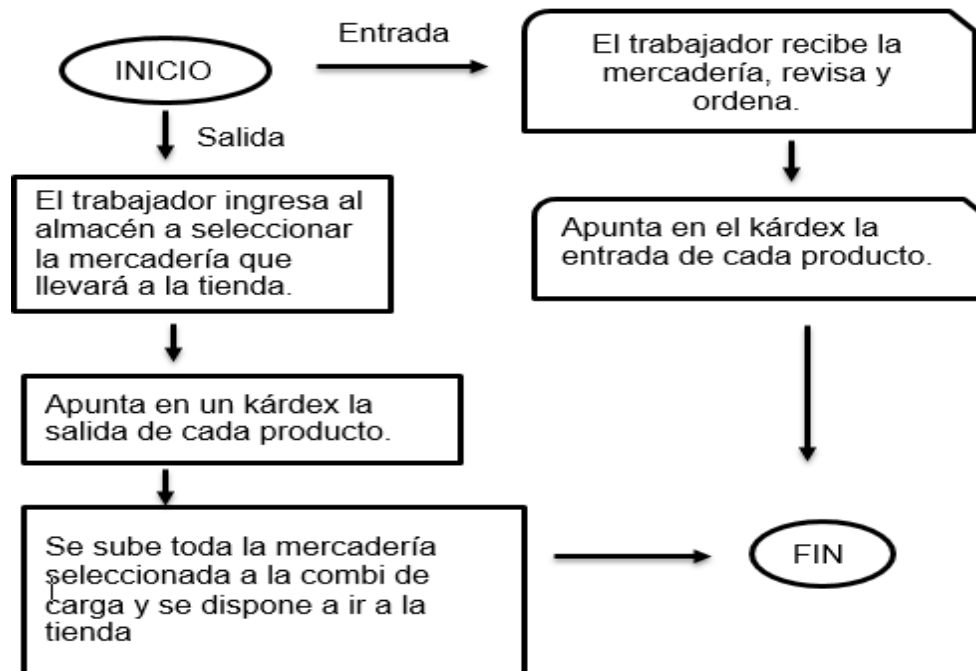 INICIO
Entrada
El trabajador recibe la
mercadería, revisa y
ordena.
Salida
El trabajador ingresa al
almacén a seleccionar
la mercadería que
llevará a la tienda.
Apunta en el kárdex la
entrada de cada producto.
Apunta en un kárdex la
salida de cada producto.
Se sube toda la mercadería
seleccionada a la combi de
carga y se dispone a ir a la
tienda
FIN